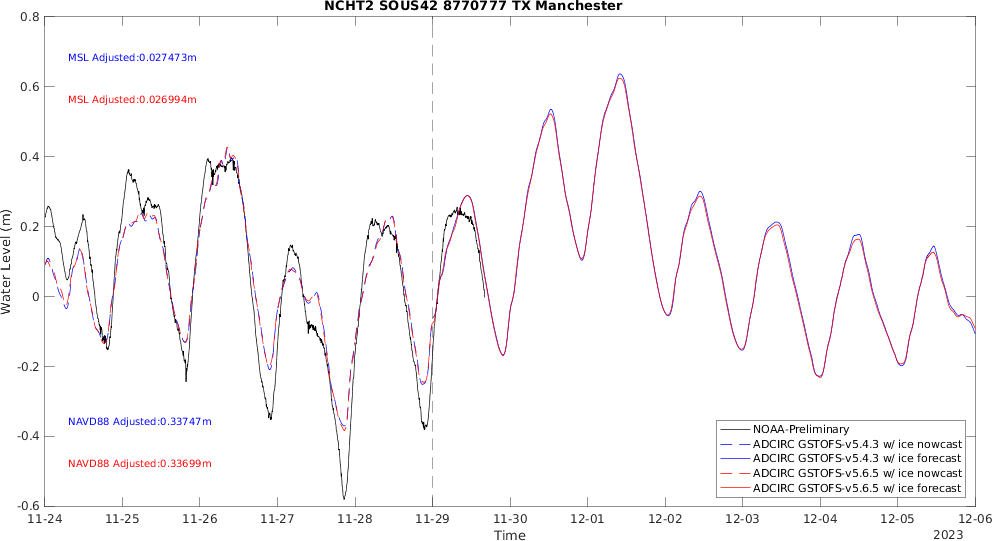 NCHT2 SOUS42 8770777 TX Manchester
0.8
0.6
0.4
0.2
0
-0.2
-0.4
-0.6
Water Level (m)
MSL Adjusted:0.027473m
MSL Adjusted:0.026994m
NAVD88 Adjusted:0.33747m
NAVD88 Adjusted:0.33699m
NOAA-Preliminary
ADCIRC GSTOFS-v5.4.3 w/ ice nowcast
ADCIRC GSTOFS-v5.4.3 w/ ice forecast
ADCIRC GSTOFS-v5.6.5 w/ ice nowcast
ADCIRC GSTOFS-v5.6.5 w/ ice forecast
11-24 11-25 11-26 11-27 11-28 11-29 11-30 12-01 12-02 12-03 12-04 12-05 12-06
Time
2023